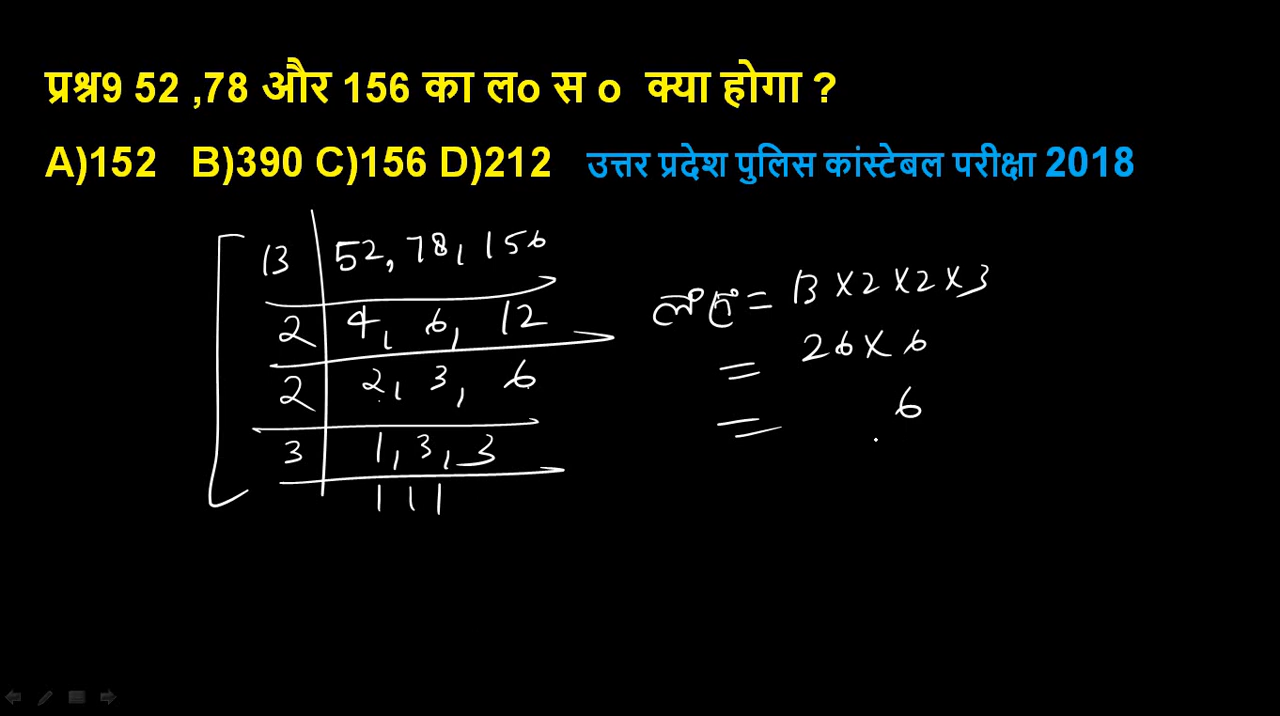 प्रश्न9 52 ,78 और 156 का ल० स ० क्या होगा ?
A)152 B)390 C)156 D)212 उत्तर प्रदेश पुलिस कांस्टेबल परीक्षा 2018
13 | 52, 78, 156
2 | 4, 6, 12
2 | 2, 3, 6
3 | 1, 3, 3
1 1 1
= 13 × 2 × 2 × 3
= 26 × 6
= 6